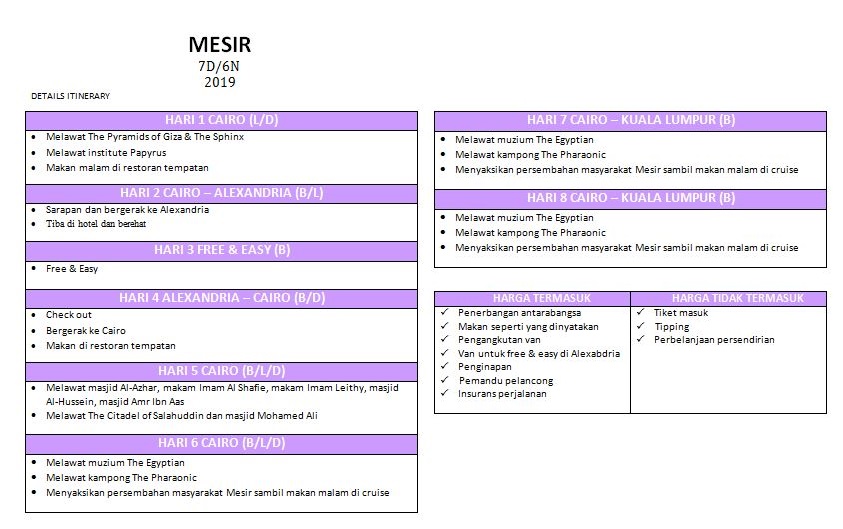 MESIR
7D/6N
2019
DETAILS ITINERARY
HARI 1 CAIRO (L/D)
• Melawat The Pyramids of Giza & The Sphinx
• Melawat institute Papyrus
• Makan malam di restoran tempatan
HARI 2 CAIRO – ALEXANDRIA (B/L)
• Sarapan dan bergerak ke Alexandria
• Tiba di hotel dan berehat
HARI 3 FREE & EASY (B)
• Free & Easy
HARI 4 ALEXANDRIA – CAIRO (B/D)
• Check out
• Bergerak ke Cairo
• Makan di restoran tempatan
HARI 5 CAIRO (B/L/D)
• Melawat masjid Al-Azhar, makam Imam Al Shafie, makam Imam Leithy, masjid
Al-Hussein, masjid Amr Ibn Aas
• Melawat The Citadel of Salahuddin dan masjid Mohamed Ali
HARI 6 CAIRO (B/L/D)
• Melawat muzium The Egyptian
• Melawat kampong The Pharaonic
• Menyaksikan persembahan masyarakat Mesir sambil makan malam di cruise
HARI 7 CAIRO – KUALA LUMPUR (B)
• Melawat muzium The Egyptian
• Melawat kampong The Pharaonic
• Menyaksikan persembahan masyarakat Mesir sambil makan malam di cruise
HARI 8 CAIRO – KUALA LUMPUR (B)
• Melawat muzium The Egyptian
• Melawat kampong The Pharaonic
• Menyaksikan persembahan masyarakat Mesir sambil makan malam di cruise
HARGA TERMASUK
✓ Penerbangan antarabangsa
✓ Makan seperti yang dinyatakan
✓ Pengangkutan van
✓ Van untuk free & easy di Alexabdria
✓ Penginapan
✓ Pemandu pelancong
✓ Insurans perjalanan
HARGA TIDAK TERMASUK
✓ Tiket masuk
✓ Tipping
✓ Perbelanjaan persendirian